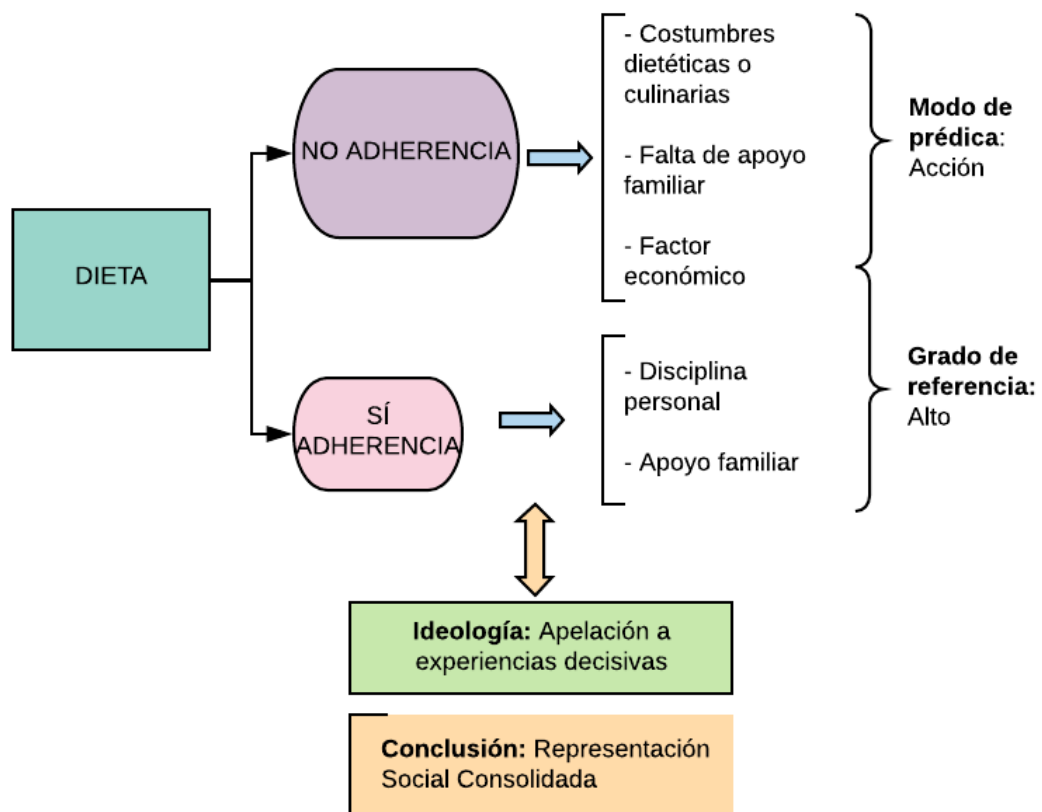 DIETA
NO ADHERENCIA
- Costumbres
dietéticas o
culinarias
- Falta de apoyo
familiar
- Factor
económico
Modo de
prédica:
Acción
SÍ
ADHERENCIA
- Disciplina
personal
- Apoyo familiar
Grado de
referencia:
Alto
Ideología: Apelación a
experiencias decisivas
Conclusión: Representación
Social Consolidada